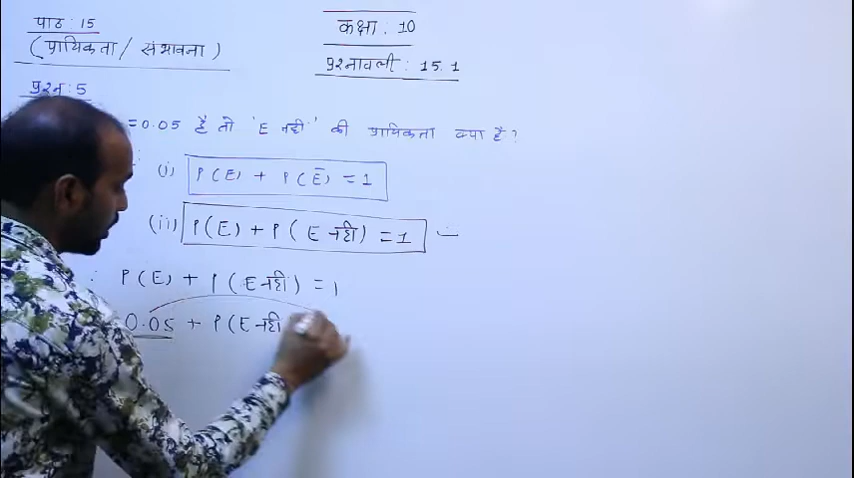 पाठ : 15
(प्रायिकता / संभावना)
कक्षा : 10
प्रश्नावली : 15.1
प्रश्न : 5
=0.05 है तो 'E नहीं' की प्रायिकता क्या है ?
(i) P(E) + P(Ē) = 1
(ii) P(E) + P(E नहीं) = 1
P(E) + P(E नहीं) = 1
0.05 + P(E नहीं